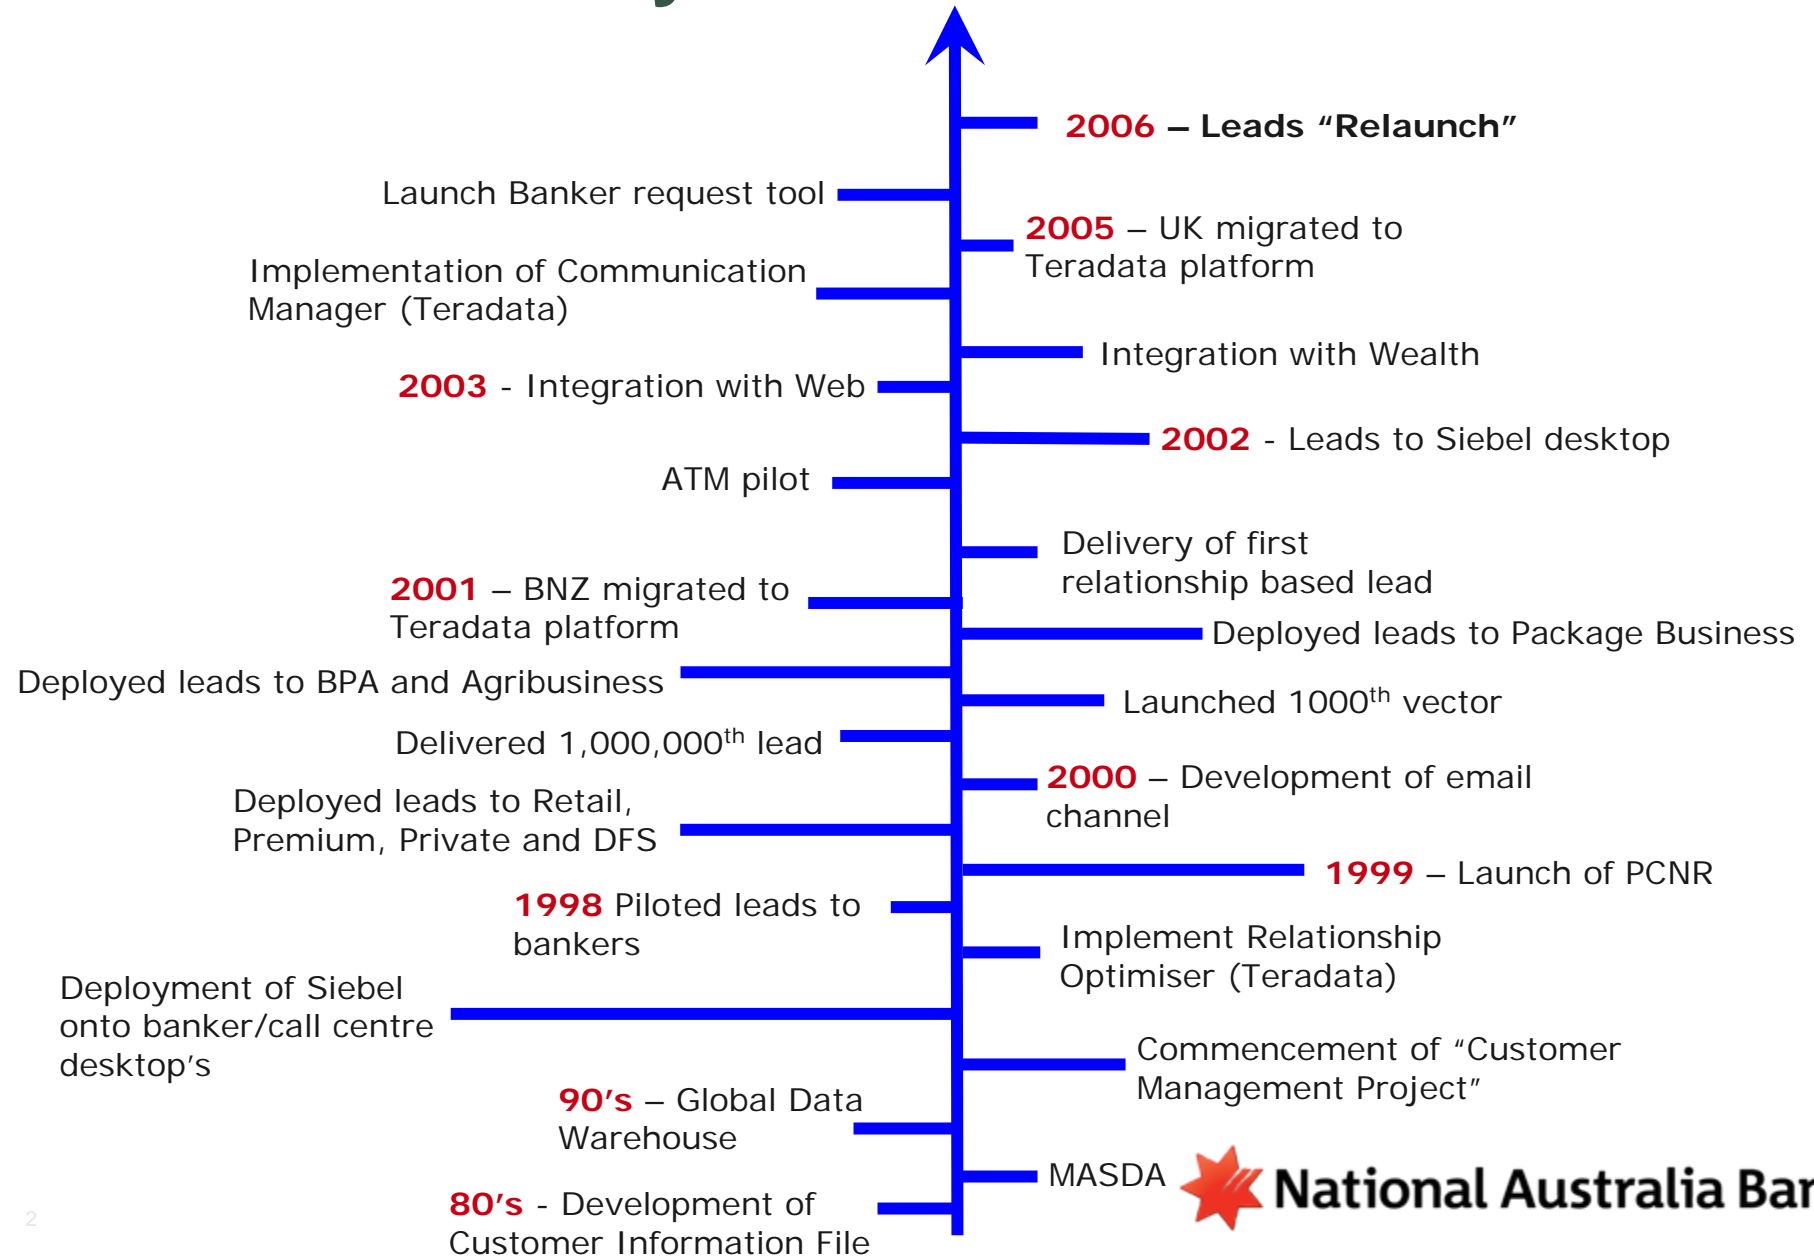 2006 – Leads “Relaunch”
Launch Banker request tool
2005 – UK migrated to
Teradata platform
Implementation of Communication
Manager (Teradata)
Integration with Wealth
2003 - Integration with Web
2002 - Leads to Siebel desktop
ATM pilot
Delivery of first
relationship based lead
2001 – BNZ migrated to
Teradata platform
Deployed leads to Package Business
Deployed leads to BPA and Agribusiness
Launched 1000th vector
Delivered 1,000,000th lead
2000 – Development of email
channel
Deployed leads to Retail,
Premium, Private and DFS
1999 – Launch of PCNR
1998 Piloted leads to
bankers
Implement Relationship
Optimiser (Teradata)
Deployment of Siebel
onto banker/call centre
desktop’s
Commencement of “Customer
Management Project”
90’s – Global Data
Warehouse
MASDA
National Australia
80’s - Development of
Customer Information File
2